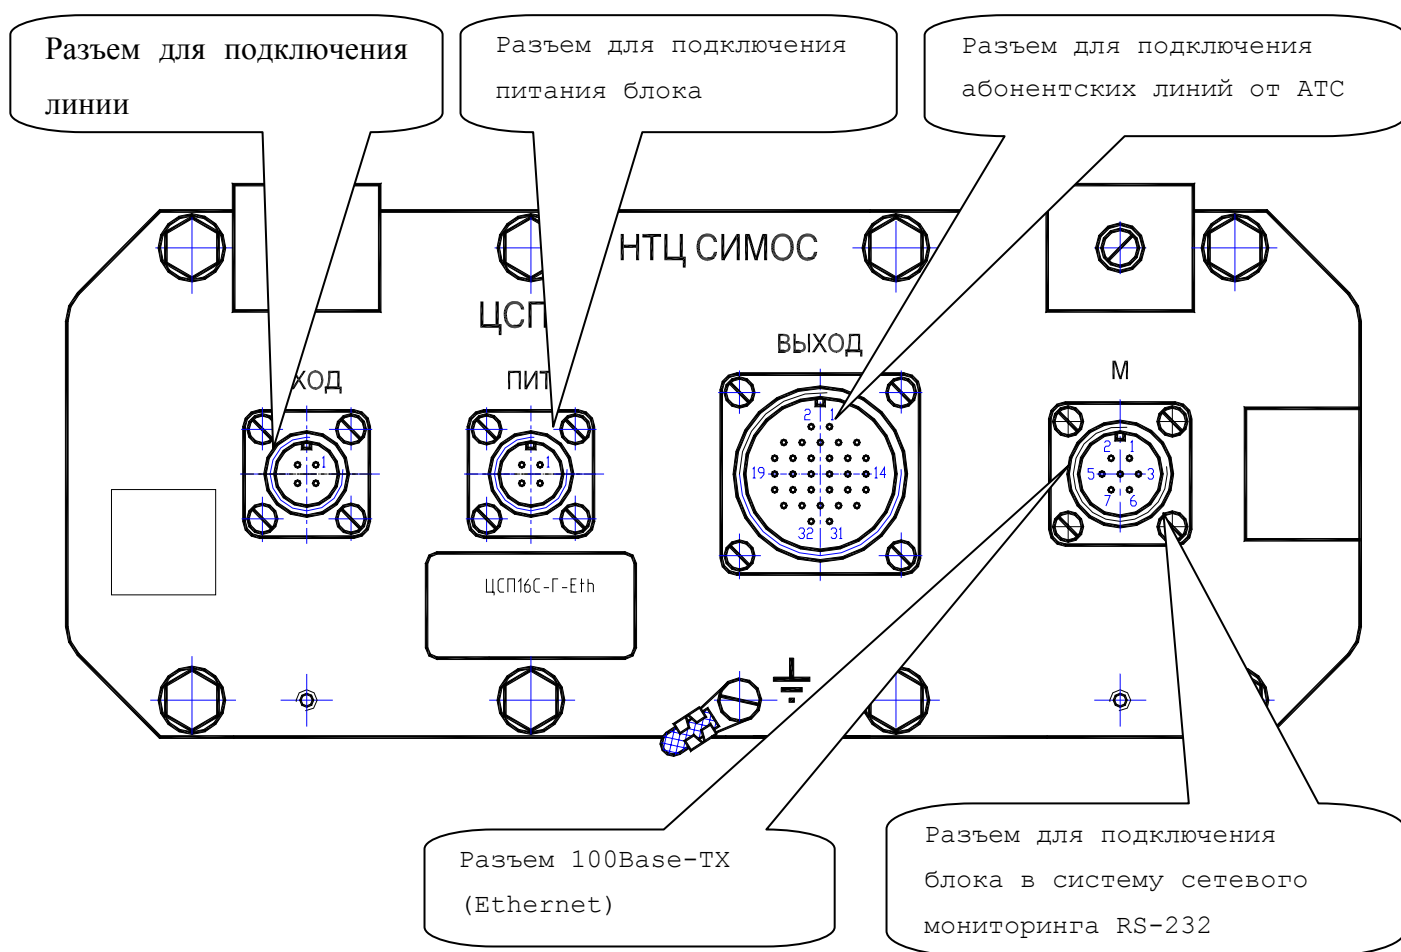 Разъем для подключения
линии
Разъем для подключения
питания блока
Разъем для подключения
абонентских линий от АТС
НТЦ СИМОС
ЦСП
ХОД
ПИТ
ВЫХОД
М
1
1
2 1
19 14
32 31
2 1
5 3
7 6
ЦСП16С-Г-Eth
Разъем 100Base-TX
(Ethernet)
Разъем для подключения
блока в систему сетевого
мониторинга RS-232